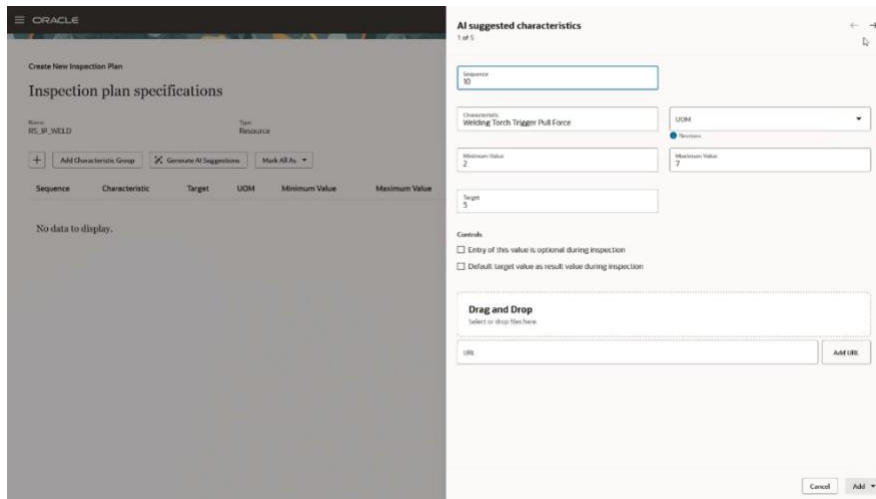 ORACLE
Create New Inspection Plan
Inspection plan specifications
Name
RS_IP_WELD
Type
Resource
Add Characteristic Group
Generate AI Suggestions
Mark All As
Sequence Characteristic Target UOM Minimum Value Maximum Value
No data to display.
AI suggested characteristics
1 of 5
Sequence
10
Characteristic
Welding Torch Trigger Pull Force
UOM
Newtons
Minimum Value
2
Maximum Value
7
Target
5
Controls
Entry of this value is optional during inspection
Default target value as result value during inspection
Drag and Drop
Select or drop files here.
URL
Add URL
Cancel
Add